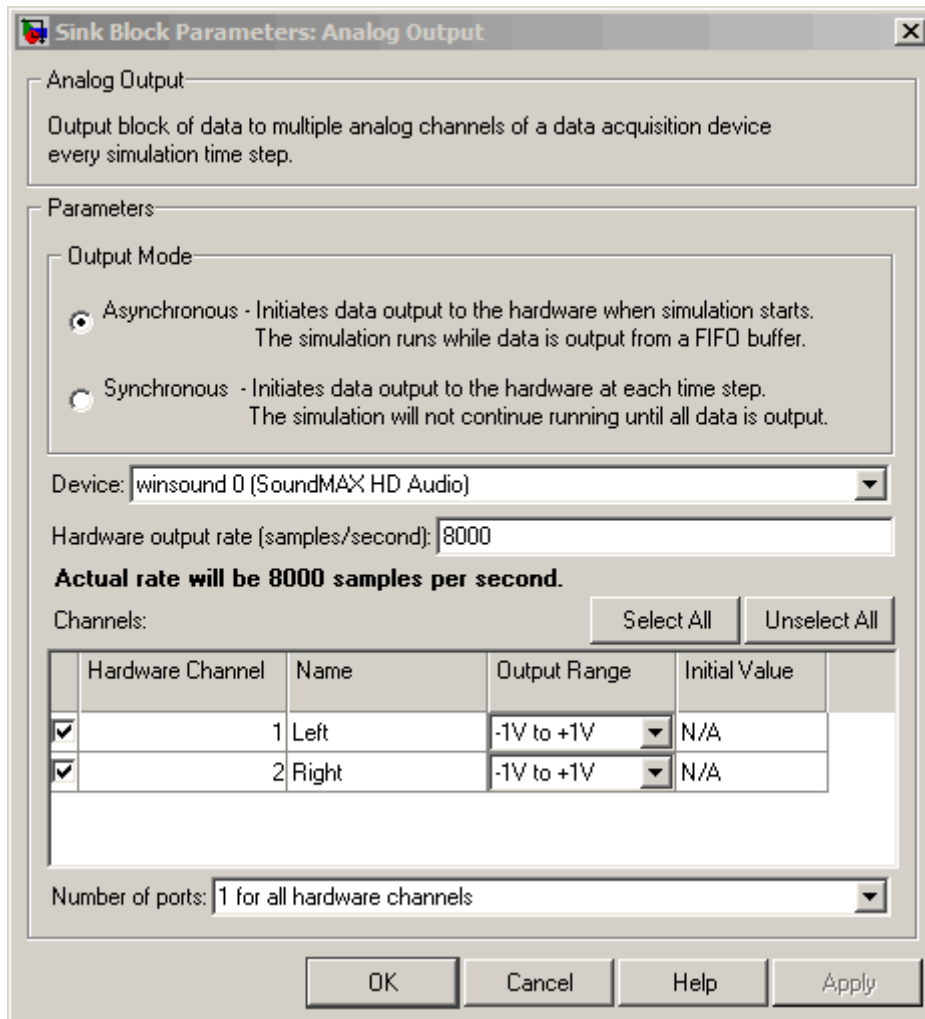 Sink Block Parameters: Analog Output
Analog Output
Output block of data to multiple analog channels of a data acquisition device
every simulation time step.
Parameters
Output Mode
Asynchronous - Initiates data output to the hardware when simulation starts.
The simulation runs while data is output from a FIFO buffer.
Synchronous - Initiates data output to the hardware at each time step.
The simulation will not continue running until all data is output.
Device: winsound 0 (SoundMAX HD Audio)
Hardware output rate (samples/second): 8000
Actual rate will be 8000 samples per second.
Channels: Select All Unselect All
Hardware Channel Name Output Range Initial Value
1 Left -1V to +1V N/A
2 Right -1V to +1V N/A
Number of ports: 1 for all hardware channels
OK Cancel Help Apply